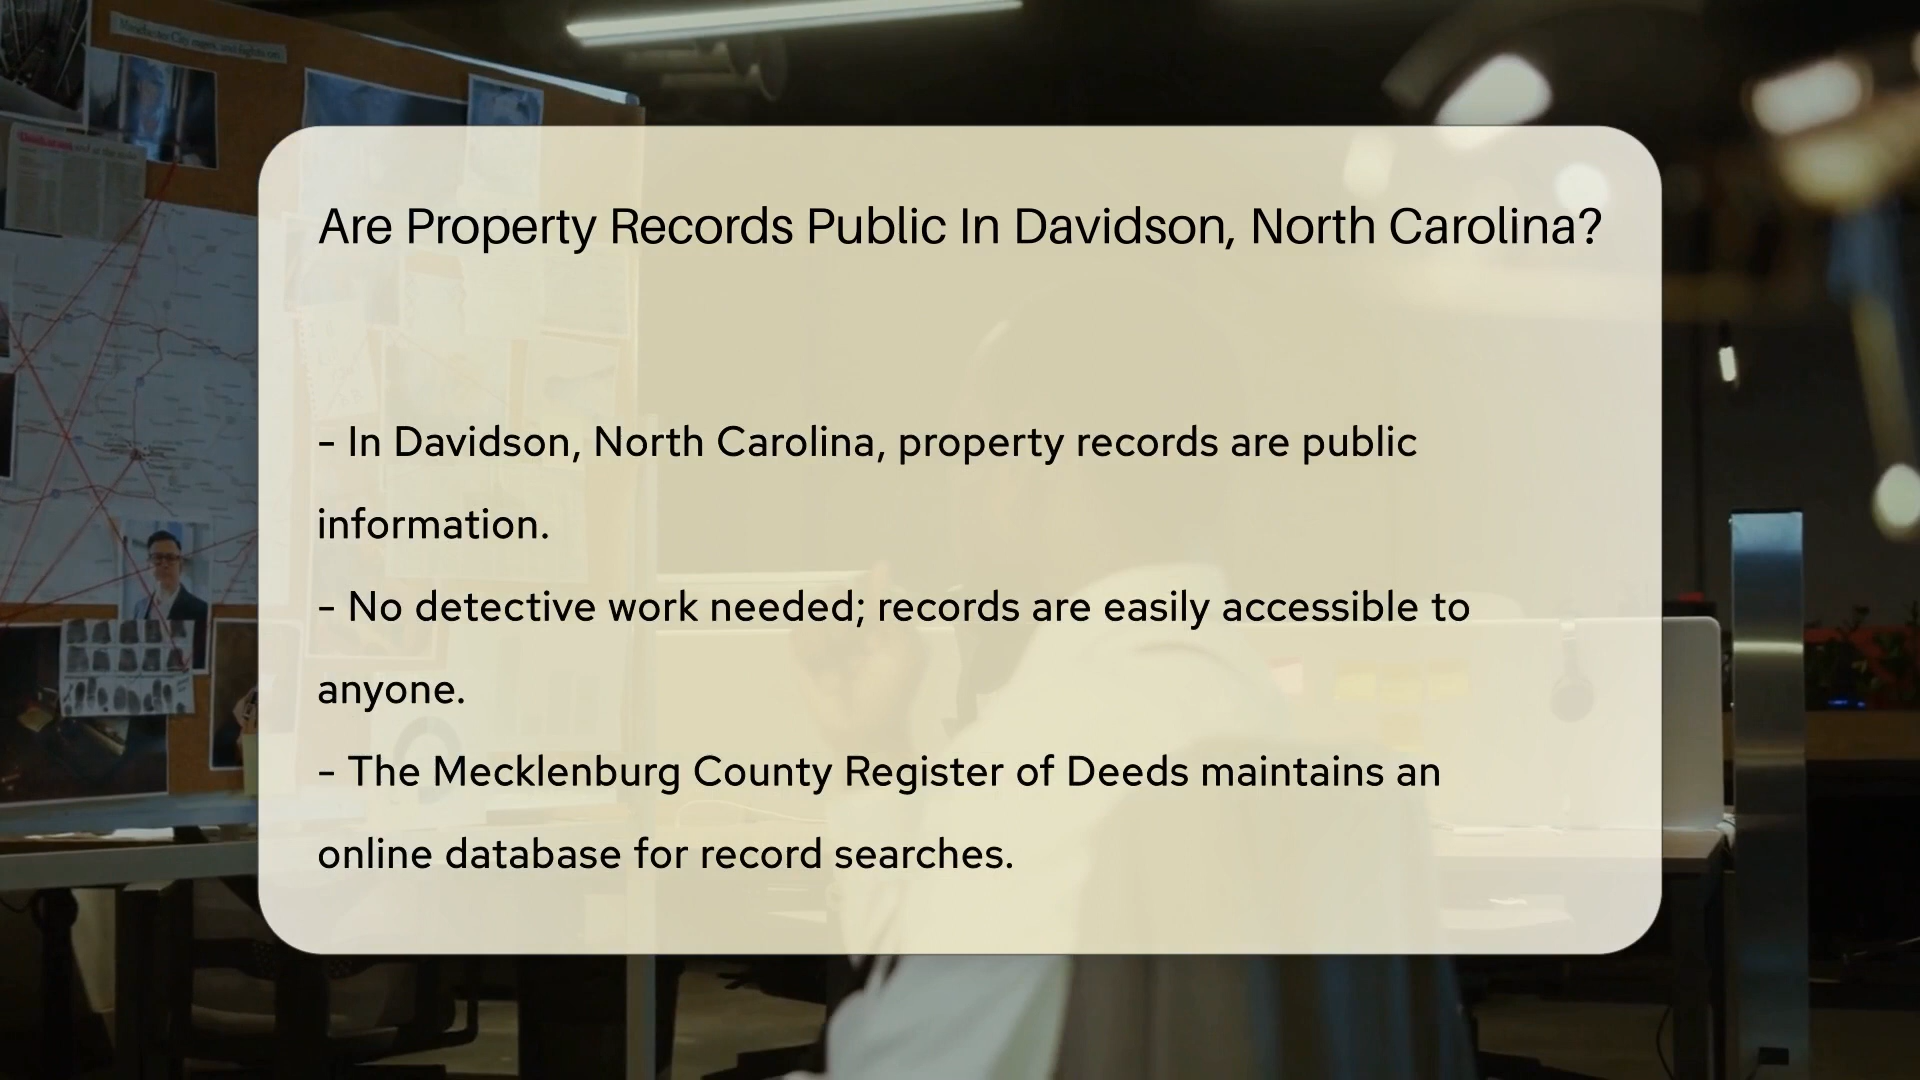 Are Property Records Public In Davidson, North Carolina?
– In Davidson, North Carolina, property records are public
information.
– No detective work needed; records are easily accessible to
anyone.
– The Mecklenburg County Register of Deeds maintains an
online database for record searches.